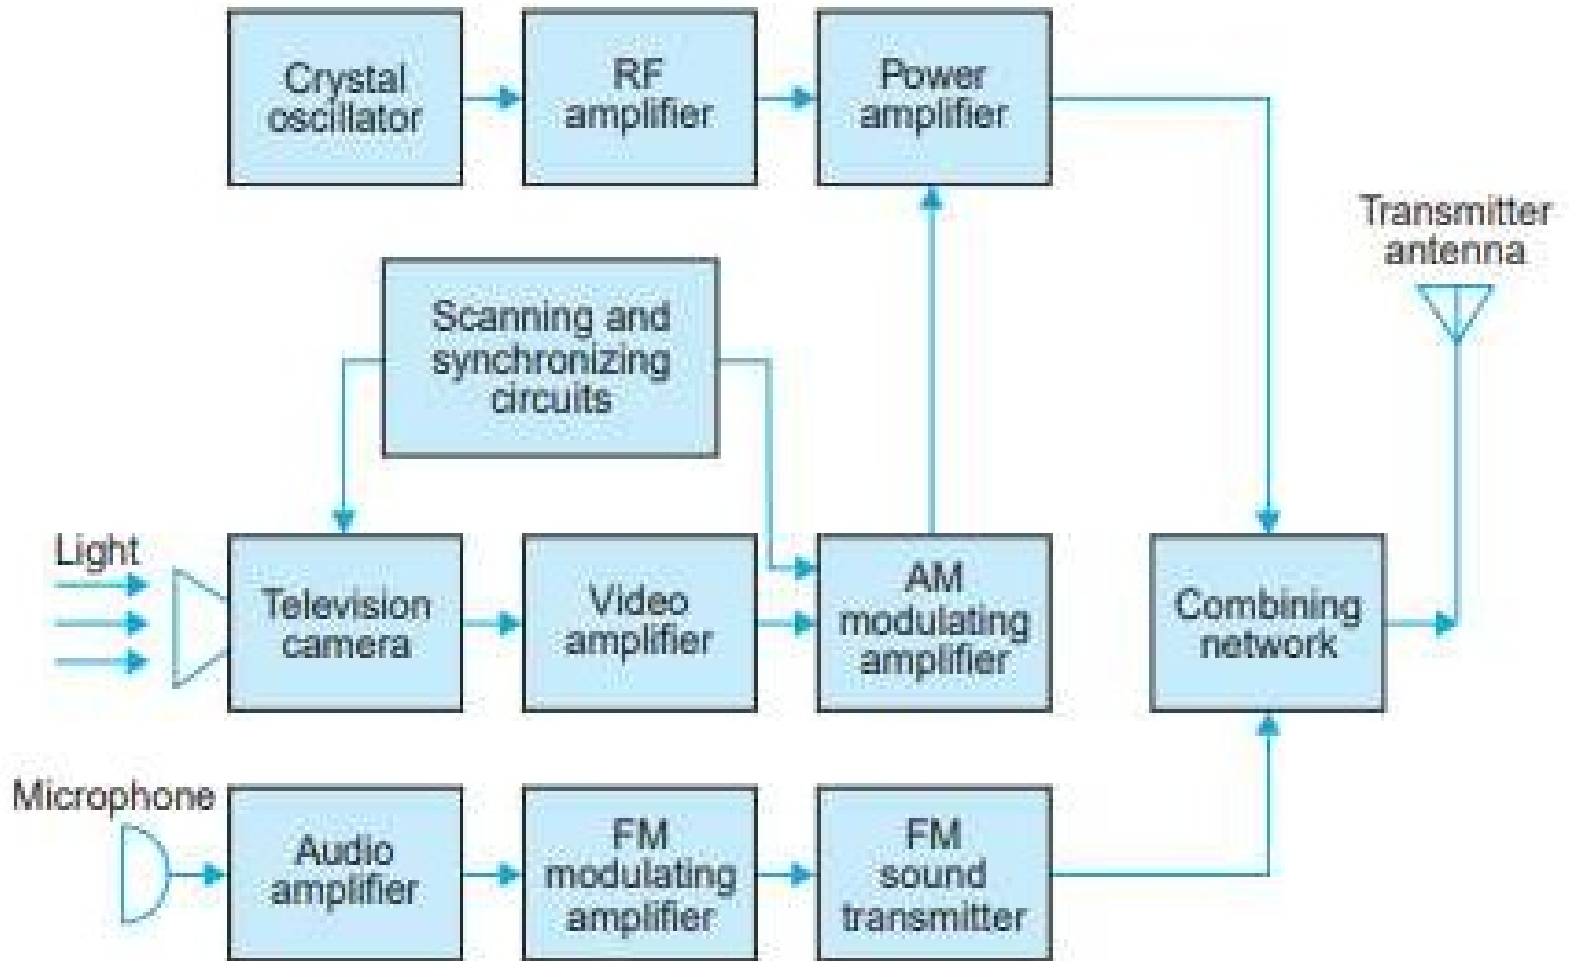 Crystal
oscillator
RF
amplifier
Power
amplifier
Transmitter
antenna
Scanning and
synchronizing
circuits
Light
Television
camera
Video
amplifier
AM
modulating
amplifier
Combining
network
Microphone
Audio
amplifier
FM
modulating
amplifier
FM
sound
transmitter